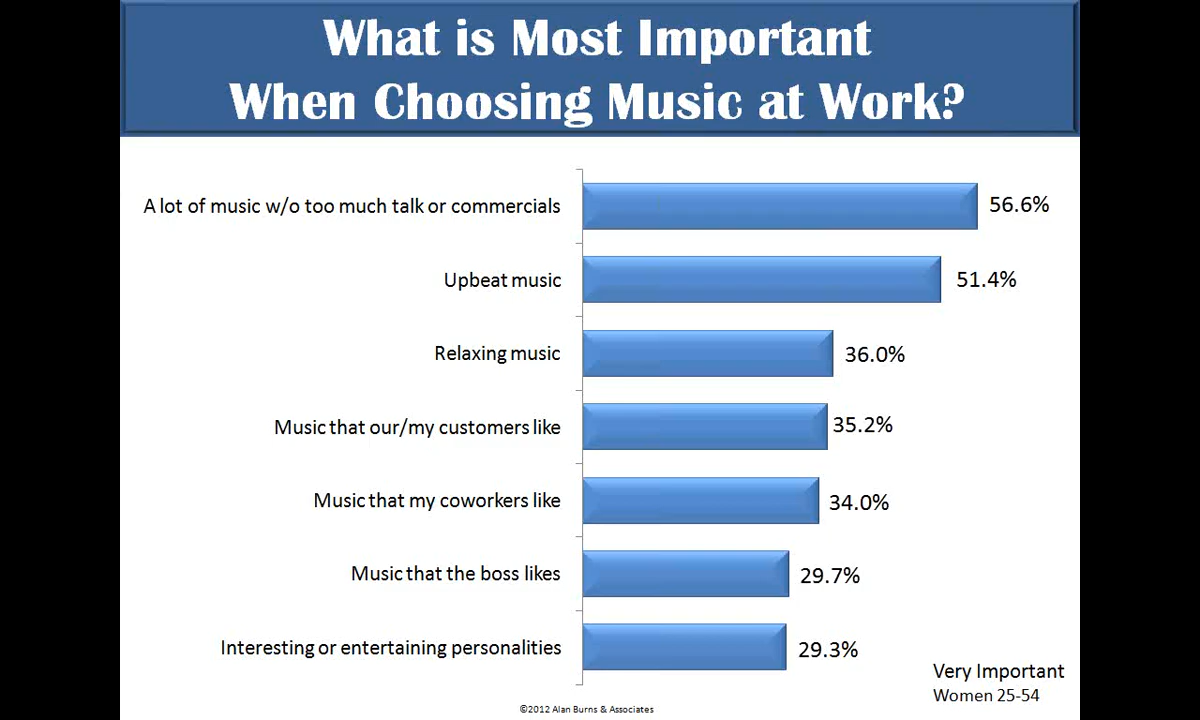 What is Most Important
When Choosing Music at Work?
A lot of music w/o too much talk or commercials
56.6%
Upbeat music
51.4%
Relaxing music
36.0%
Music that our/my customers like
35.2%
Music that my coworkers like
34.0%
Music that the boss likes
29.7%
Interesting or entertaining personalities
29.3%
Very Important
Women 25-54
©2012 Alan Burns & Associates